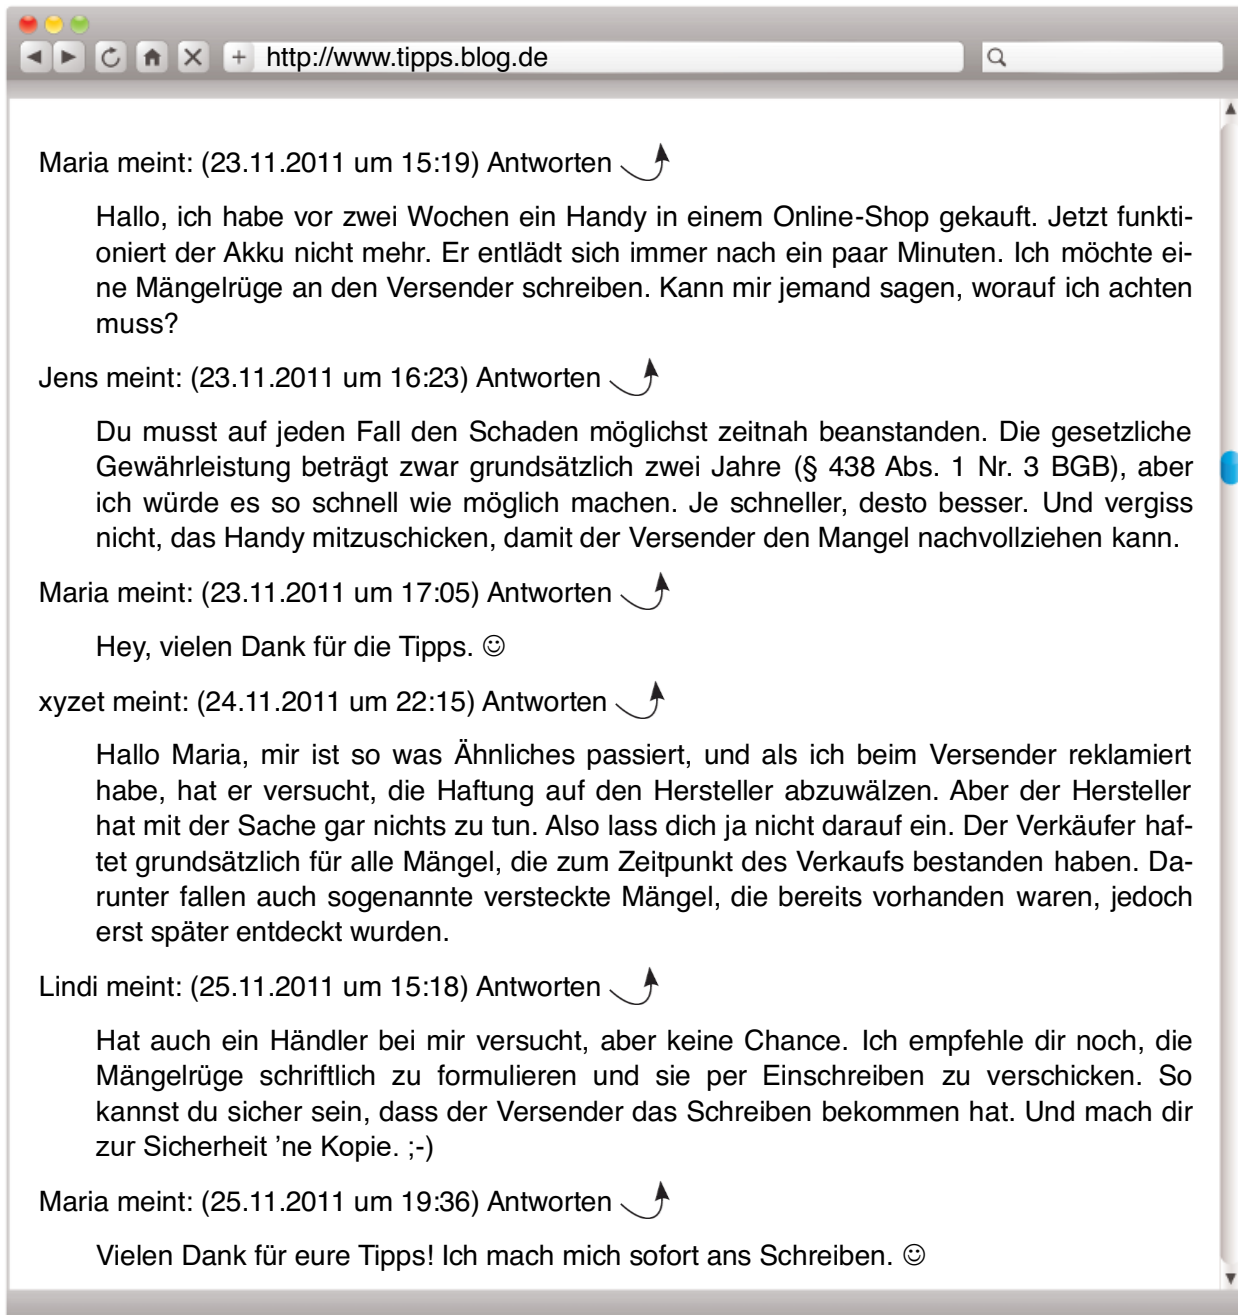 http://www.tipps.blog.de
Maria meint: (23.11.2011 um 15:19) Antworten
Hallo, ich habe vor zwei Wochen ein Handy in einem Online-Shop gekauft. Jetzt funkti-
oniert der Akku nicht mehr. Er entlädt sich immer nach ein paar Minuten. Ich möchte ei-
ne Mängelrüge an den Versender schreiben. Kann mir jemand sagen, worauf ich achten
muss?
Jens meint: (23.11.2011 um 16:23) Antworten
Du musst auf jeden Fall den Schaden möglichst zeitnah beanstanden. Die gesetzliche
Gewährleistung beträgt zwar grundsätzlich zwei Jahre (§ 438 Abs. 1 Nr. 3 BGB), aber
ich würde es so schnell wie möglich machen. Je schneller, desto besser. Und vergiss
nicht, das Handy mitzuschicken, damit der Versender den Mangel nachvollziehen kann.
Maria meint: (23.11.2011 um 17:05) Antworten
Hey, vielen Dank für die Tipps. ☺
xyzet meint: (24.11.2011 um 22:15) Antworten
Hallo Maria, mir ist so was Ähnliches passiert, und als ich beim Versender reklamiert
habe, hat er versucht, die Haftung auf den Hersteller abzuwälzen. Aber der Hersteller
hat mit der Sache gar nichts zu tun. Also lass dich ja nicht darauf ein. Der Verkäufer haf-
tet grundsätzlich für alle Mängel, die zum Zeitpunkt des Verkaufs bestanden haben. Da-
runter fallen auch sogenannte versteckte Mängel, die bereits vorhanden waren, jedoch
erst später entdeckt wurden.
Lindi meint: (25.11.2011 um 15:18) Antworten
Hat auch ein Händler bei mir versucht, aber keine Chance. Ich empfehle dir noch, die
Mängelrüge schriftlich zu formulieren und sie per Einschreiben zu verschicken. So
kannst du sicher sein, dass der Versender das Schreiben bekommen hat. Und mach dir
zur Sicherheit ’ne Kopie. ;-)
Maria meint: (25.11.2011 um 19:36) Antworten
Vielen Dank für eure Tipps! Ich mach mich sofort ans Schreiben. ☺